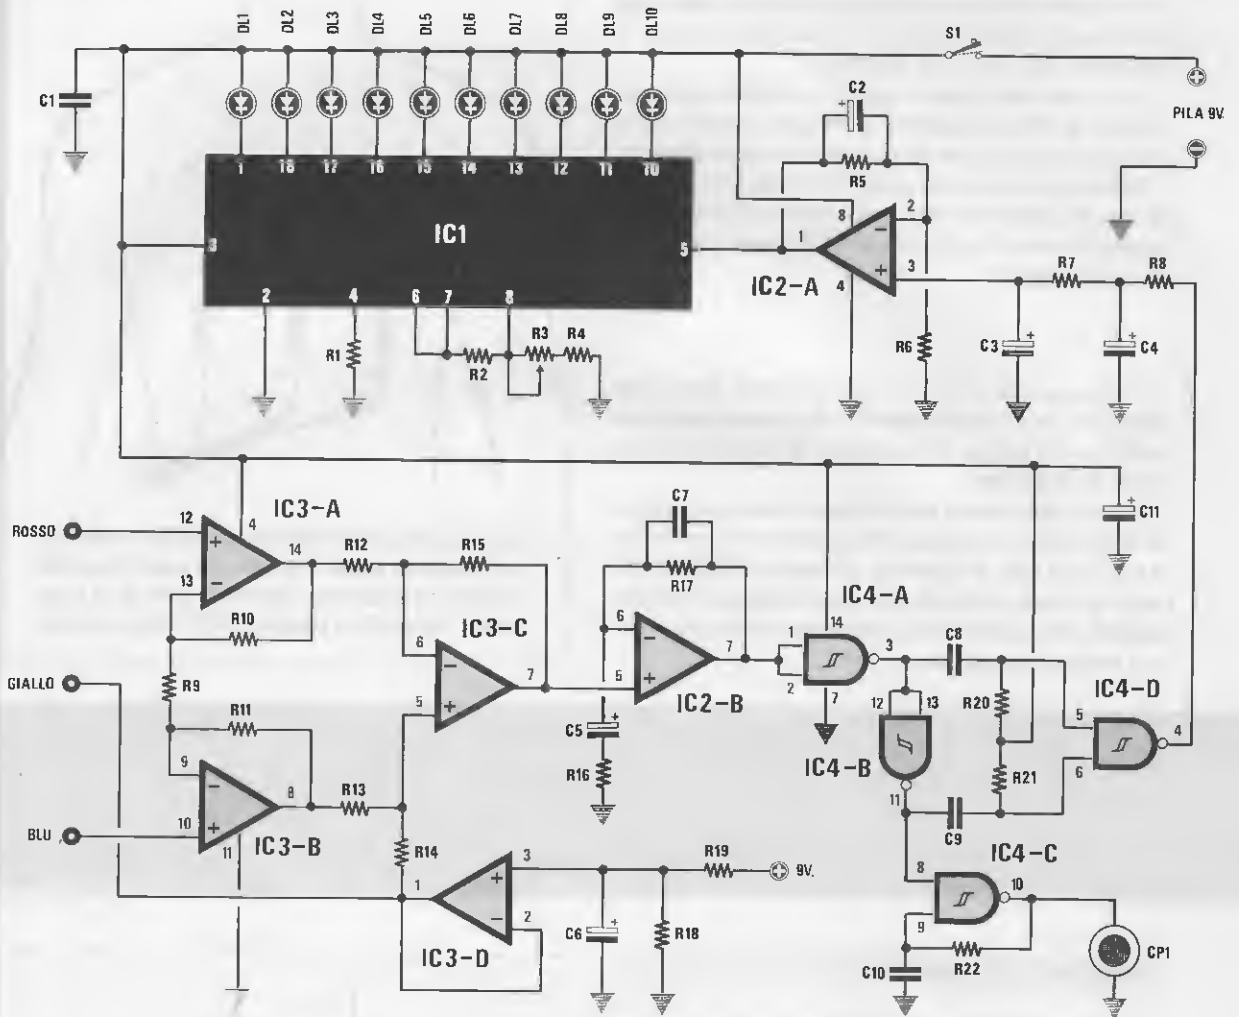 DL1 DL2 DL3 DL4 DL5 DL6 DL7 DL8 DL9 DL10
S1
C1
C2
PILA 9V.
1 18 17 16 15 14 13 12 11 10
R5
3 IC1 5
8 2
1
IC2-A
4 3
R7 R8
2 4 6 7 8
R1
R2 R3 R4
R6
C3 C4
IC3-A
ROSSO 12
4
14
13
R12 R15
C7
R17
C11
R10
IC3-C
6
5
7
6
5
7
IC2-B
IC4-A
14
1
2
3
7
C8
GIALLO
R9
R11
C5
R16
12 13
IC4-B
11
R20
R21
IC4-D
5
6
4
C9
9
8
10
BLU
11
IC3-B
R13
R14
1
3
2
IC3-D
C6
R18
R19
9V.
IC4-C
8
9
10
C10
R22
CP1